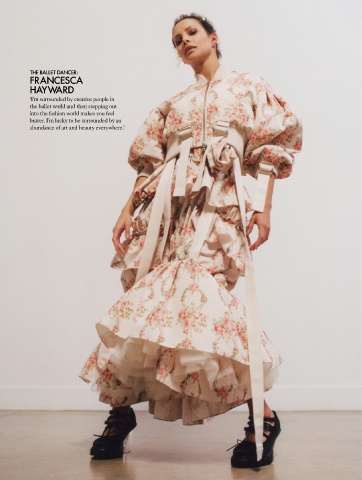 THE BALLET DANCER:
FRANCESCA
HAYWARD
'I'm surrounded by creative people in
the ballet world and then stepping out
into the fashion world makes you feel
braver. I'm lucky to be surrounded by an
abundance of art and beauty everywhere.'